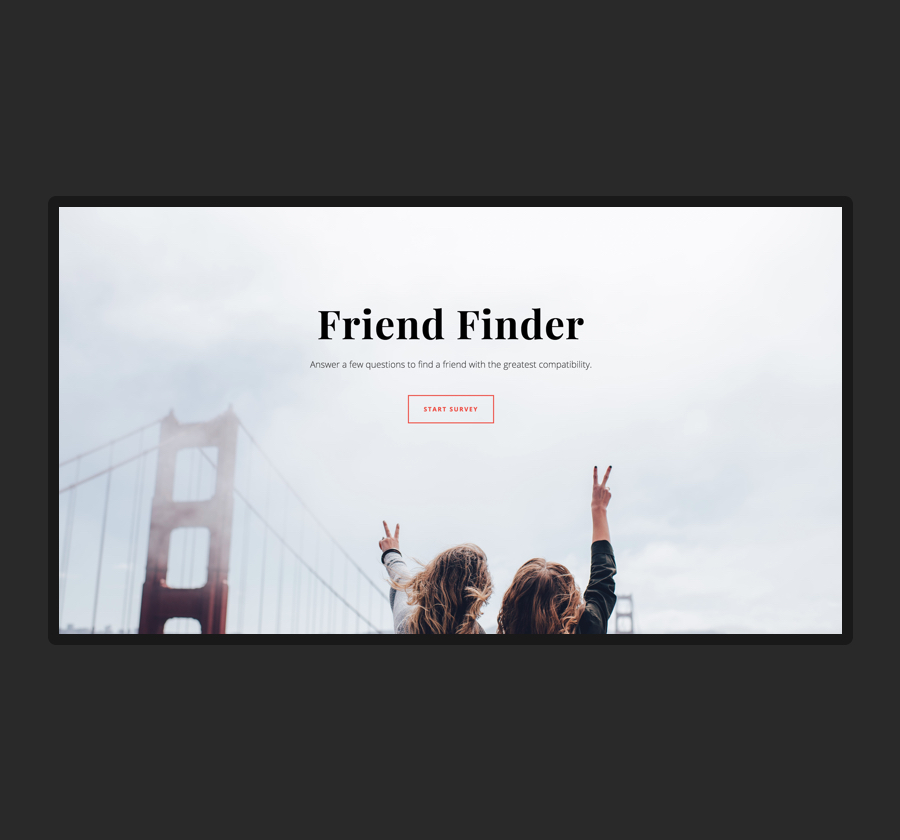 Friend Finder
Answer a few questions to find a friend with the greatest compatibility.
START SURVEY